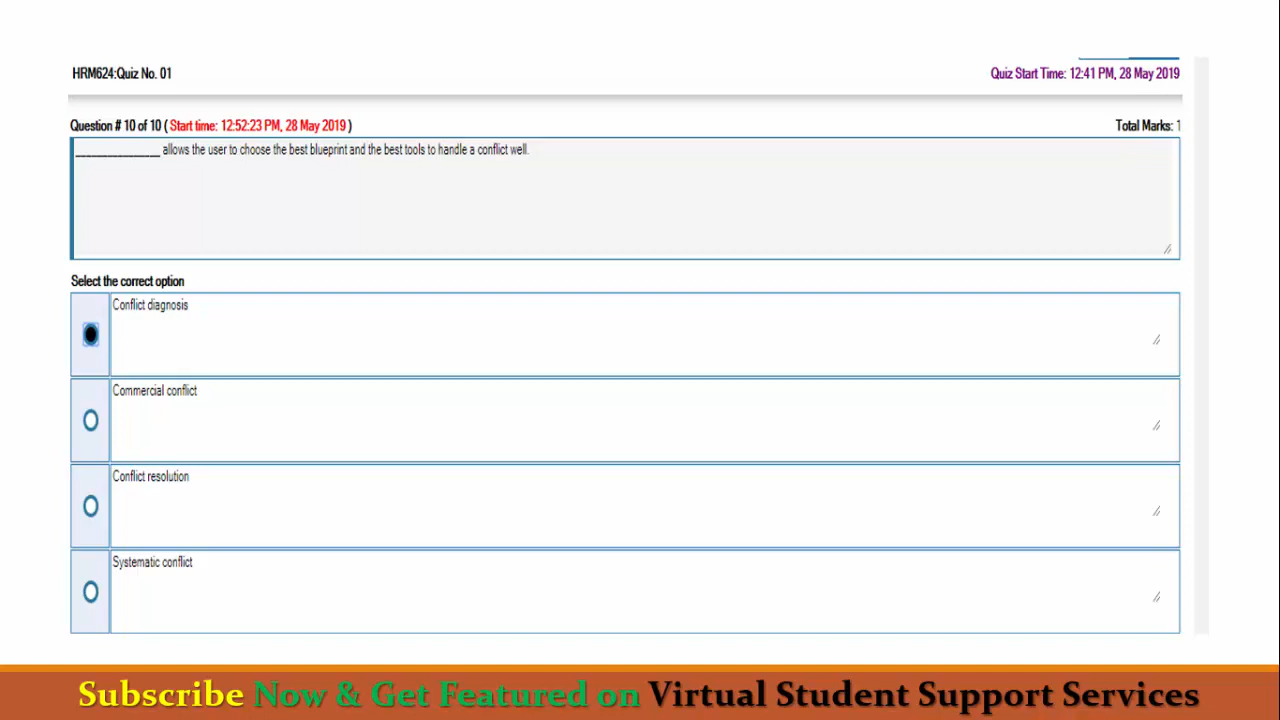 HRM624:Quiz No. 01
Quiz Start Time: 12:41 PM, 28 May 2019
Question # 10 of 10 ( Start time: 12:52:23 PM, 28 May 2019 )
Total Marks: 1
_______________ allows the user to choose the best blueprint and the best tools to handle a conflict well.
Select the correct option
Conflict diagnosis
Commercial conflict
Conflict resolution
Systematic conflict
Subscribe Now & Get Featured on Virtual Student Support Services